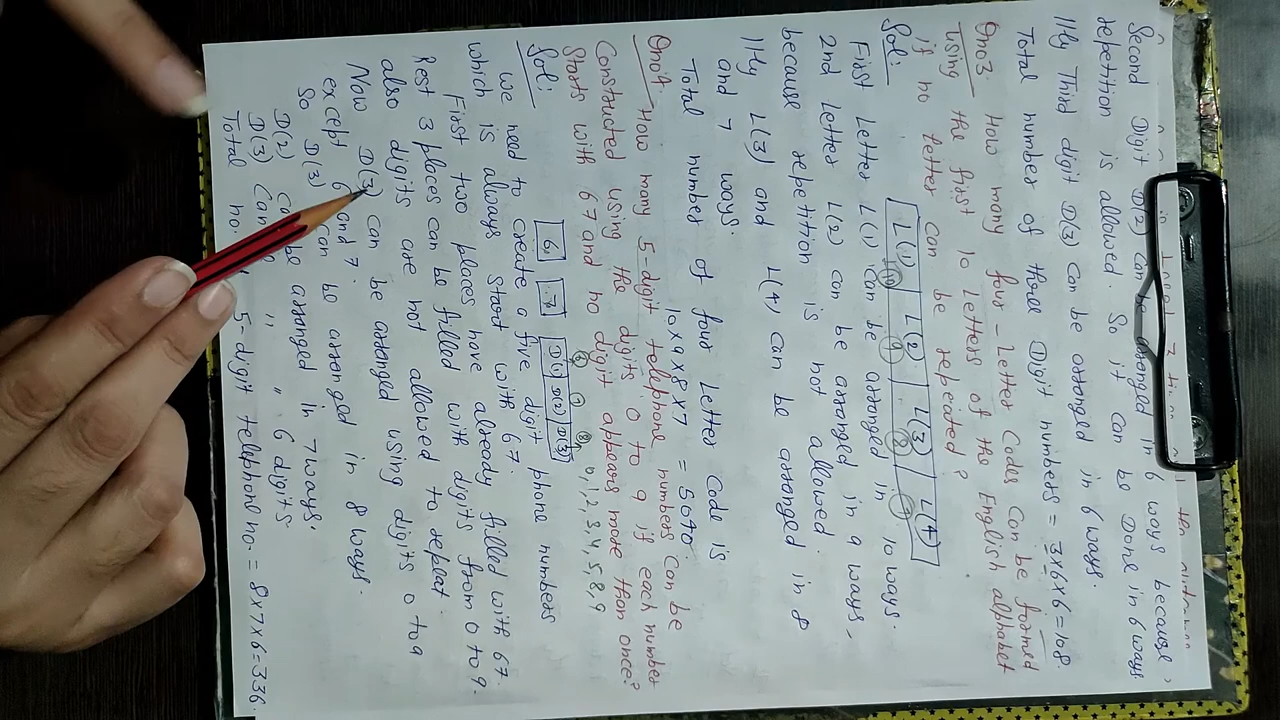 Second Digit D(2) can be arranged in 6 ways because,
repetition is allowed. So it can be Done in 6 ways.
IIIly Third digit D(3) can be arranged in 6 ways.
Total number of three Digit numbers = 3x6x6=108.
Qno3: How many four-Letter Codes Can be formed
using the first 10 Letters of the English alphabet
if no letter can be repeated?
Sol:
L(1) L(2) L(3) L(4)
10 9 8 7
First Letter L(1) can be arranged in 10 ways.
2nd Letter L(2) can be arranged in 9 ways,
because repetition is not allowed.
IIIly L(3) and L(4) can be arranged in 8
and 7 ways.
Total number of four Letter Code is
10x9x8x7 = 5040.
Qno4: How many 5-digit telephone numbers can be
Constructed using the digits 0 to 9 if each number
Starts with 67 and no digit appears more than once?
Sol:
6 7 D(1) D(2) D(3)
6 7 8
0,1,2,3,4,5,8,9
we need to create a five digit phone numbers
which is always start with 67.
First two places have already filled with 67.
Rest 3 places can be filled with digits from 0 to 9.
also digits are not allowed to repeat.
Now D(3) can be arranged using digits 0 to 9
except 6 and 7.
So D(3) can be arranged in 8 ways.
D(2) be arranged in 7 ways.
D(3) Can " " 6 digits
Total no. 5-digit telephone no. = 8x7x6=336